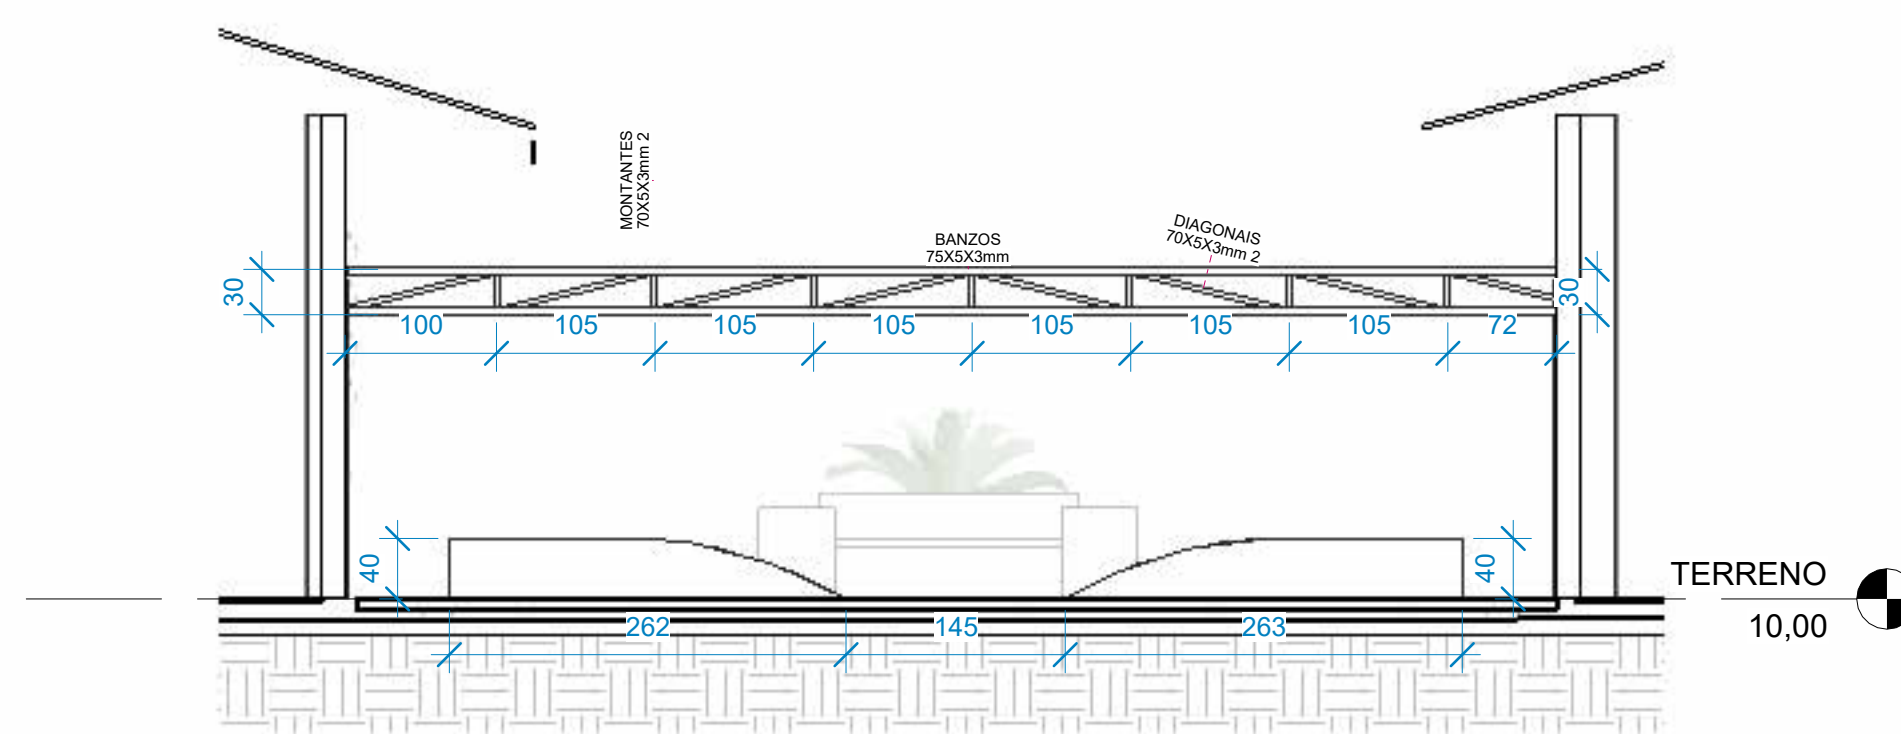 MONTANTES
70X5X3mm 2
BANZOS
75X5X3mm
DIAGONAIS
70X5X3mm 2
30
30
100 105 105 105 105 105 105 72
40
40
TERRENO
10,00
262 145 263